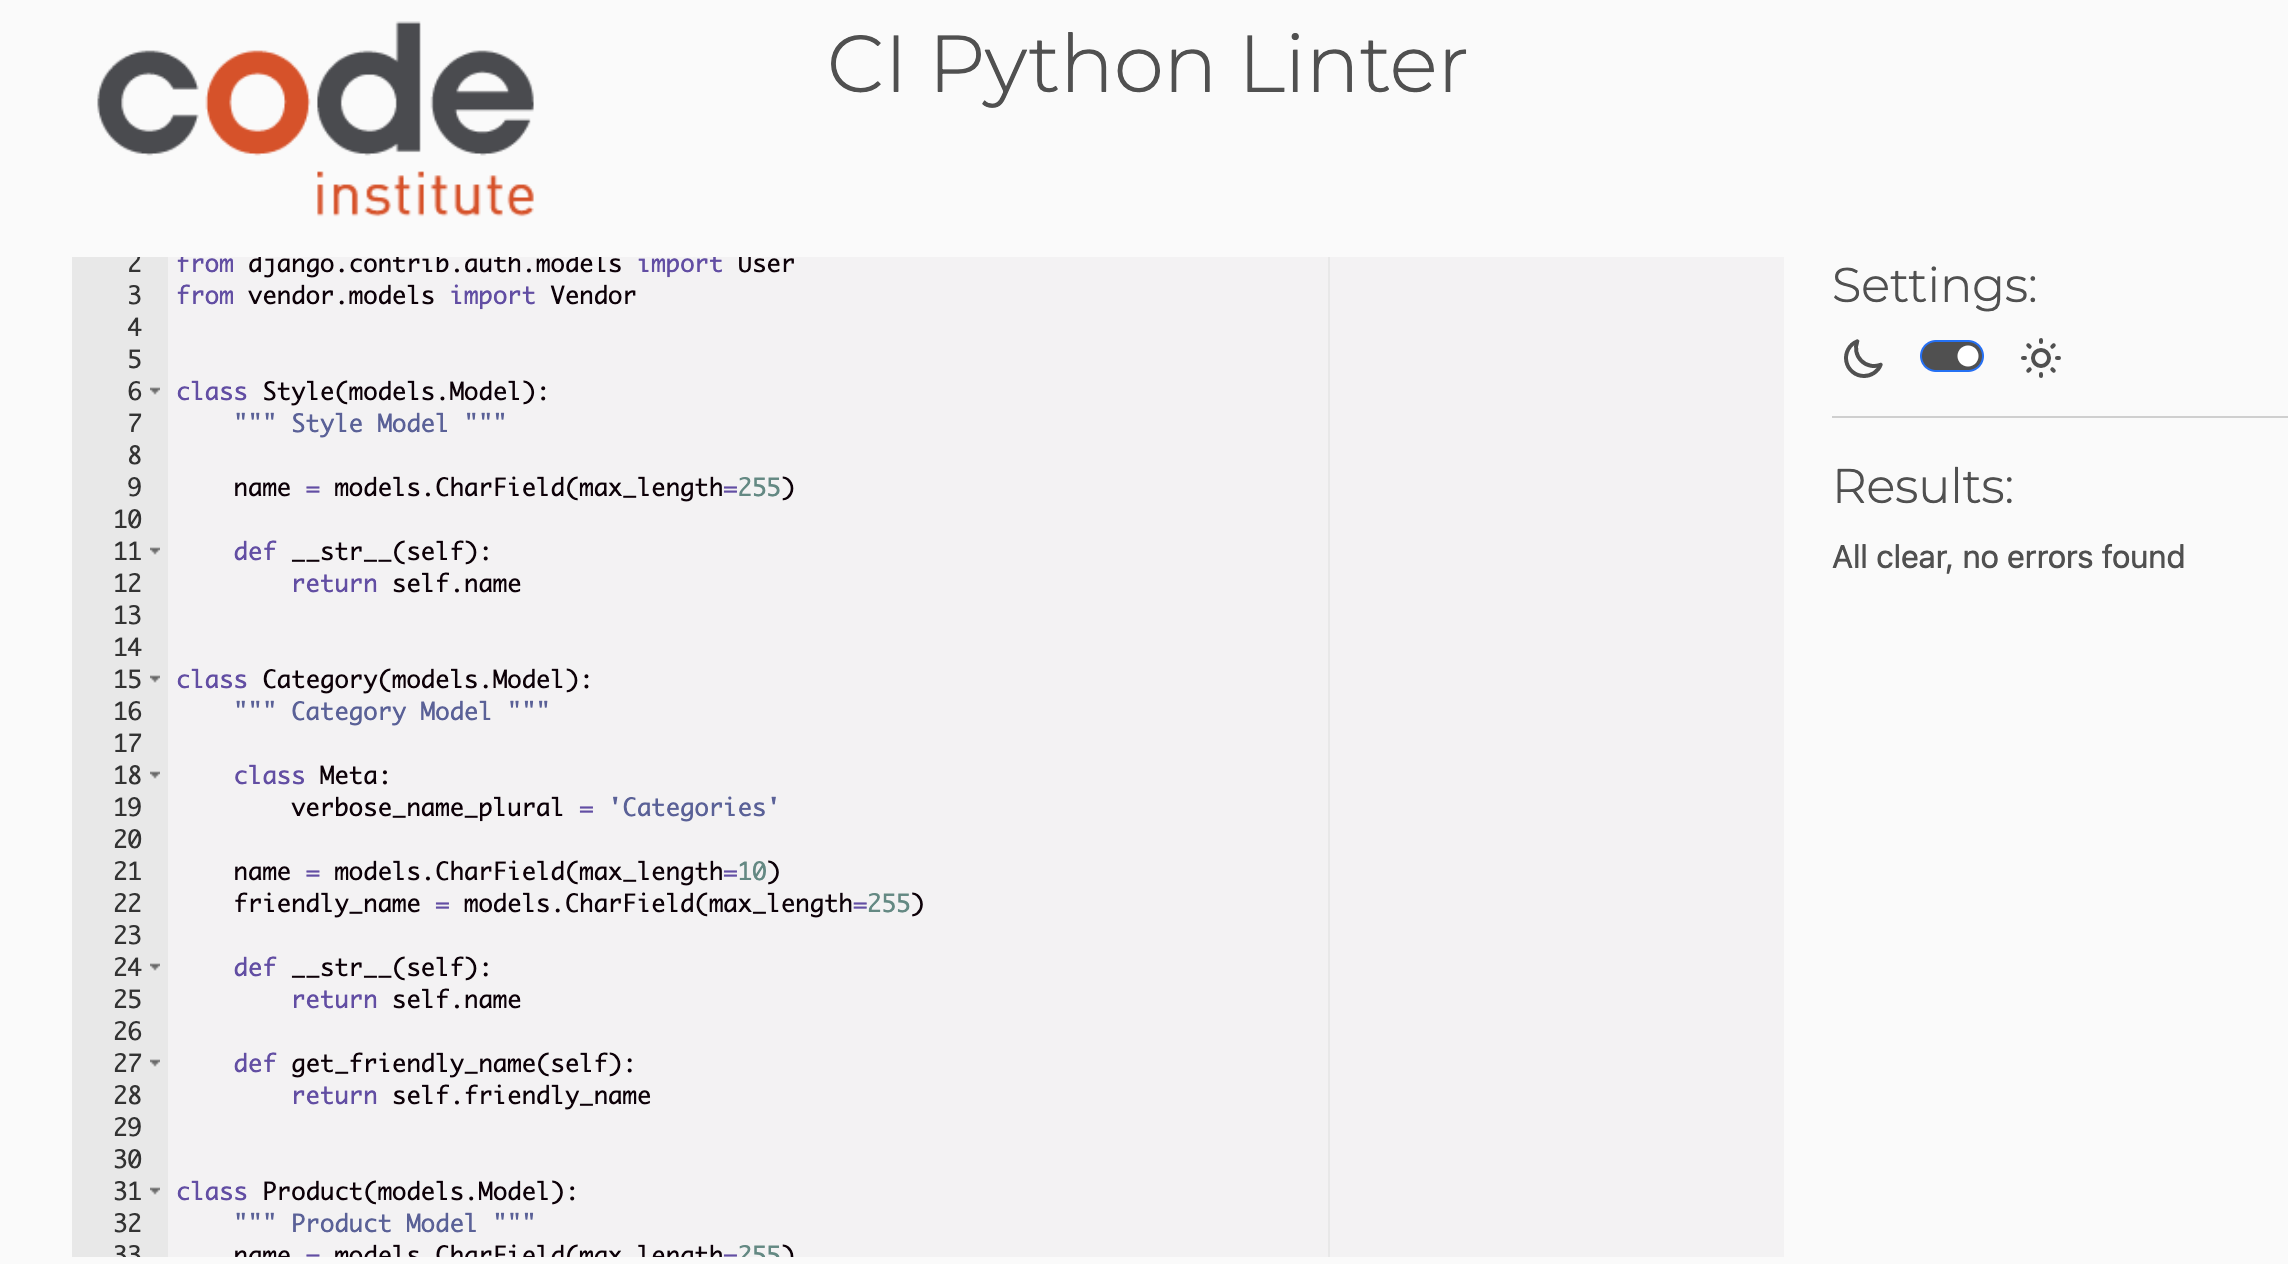 code
institute
CI Python Linter
2 from django.contrib.auth.models import User
3 from vendor.models import Vendor
4
5
6 class Style(models.Model):
7     """ Style Model """
8
9     name = models.CharField(max_length=255)
10
11     def __str__(self):
12         return self.name
13
14
15 class Category(models.Model):
16     """ Category Model """
17
18     class Meta:
19         verbose_name_plural = 'Categories'
20
21     name = models.CharField(max_length=10)
22     friendly_name = models.CharField(max_length=255)
23
24     def __str__(self):
25         return self.name
26
27     def get_friendly_name(self):
28         return self.friendly_name
29
30
31 class Product(models.Model):
32     """ Product Model """
33     name = models.CharField(max_length=255)
Settings:
Results:
All clear, no errors found